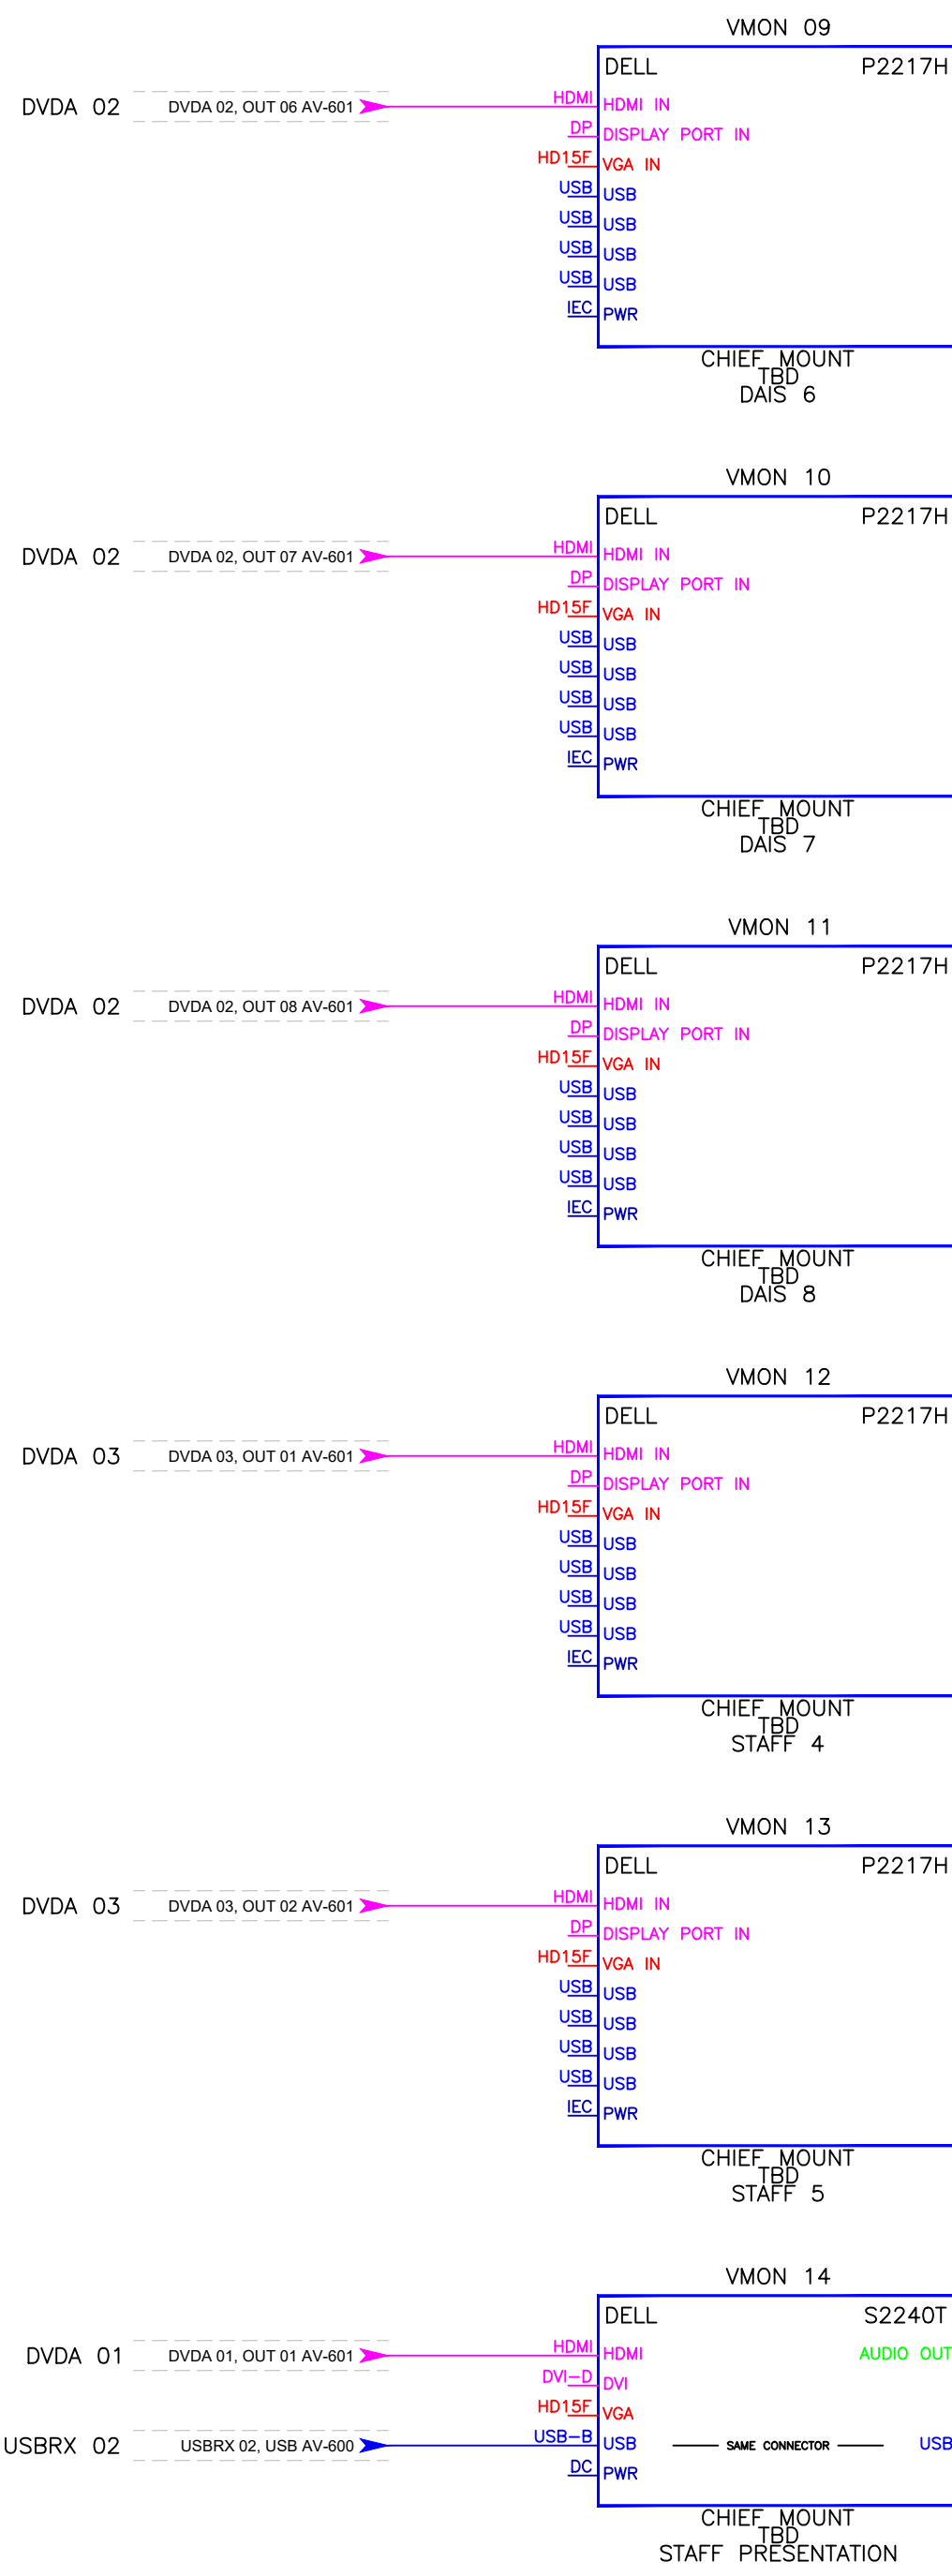 VMON 09
DELL P2217H
DVDA 02 DVDA 02, OUT 06 AV-601 HDMI HDMI IN
DP DISPLAY PORT IN
HD15F VGA IN
USB USB
USB USB
USB USB
USB USB
IEC PWR
CHIEF MOUNT
TBD
DAIS 6
VMON 10
DELL P2217H
DVDA 02 DVDA 02, OUT 07 AV-601 HDMI HDMI IN
DP DISPLAY PORT IN
HD15F VGA IN
USB USB
USB USB
USB USB
USB USB
IEC PWR
CHIEF MOUNT
TBD
DAIS 7
VMON 11
DELL P2217H
DVDA 02 DVDA 02, OUT 08 AV-601 HDMI HDMI IN
DP DISPLAY PORT IN
HD15F VGA IN
USB USB
USB USB
USB USB
USB USB
IEC PWR
CHIEF MOUNT
TBD
DAIS 8
VMON 12
DELL P2217H
DVDA 03 DVDA 03, OUT 01 AV-601 HDMI HDMI IN
DP DISPLAY PORT IN
HD15F VGA IN
USB USB
USB USB
USB USB
USB USB
IEC PWR
CHIEF MOUNT
TBD
STAFF 4
VMON 13
DELL P2217H
DVDA 03 DVDA 03, OUT 02 AV-601 HDMI HDMI IN
DP DISPLAY PORT IN
HD15F VGA IN
USB USB
USB USB
USB USB
USB USB
IEC PWR
CHIEF MOUNT
TBD
STAFF 5
VMON 14
DELL S2240T
DVDA 01 DVDA 01, OUT 01 AV-601 HDMI HDMI AUDIO OUT
DVI-D DVI
HD15F VGA
USBRX 02 USBRX 02, USB AV-600 USB-B USB SAME CONNECTOR USB
DC PWR
CHIEF MOUNT
TBD
STAFF PRESENTATION